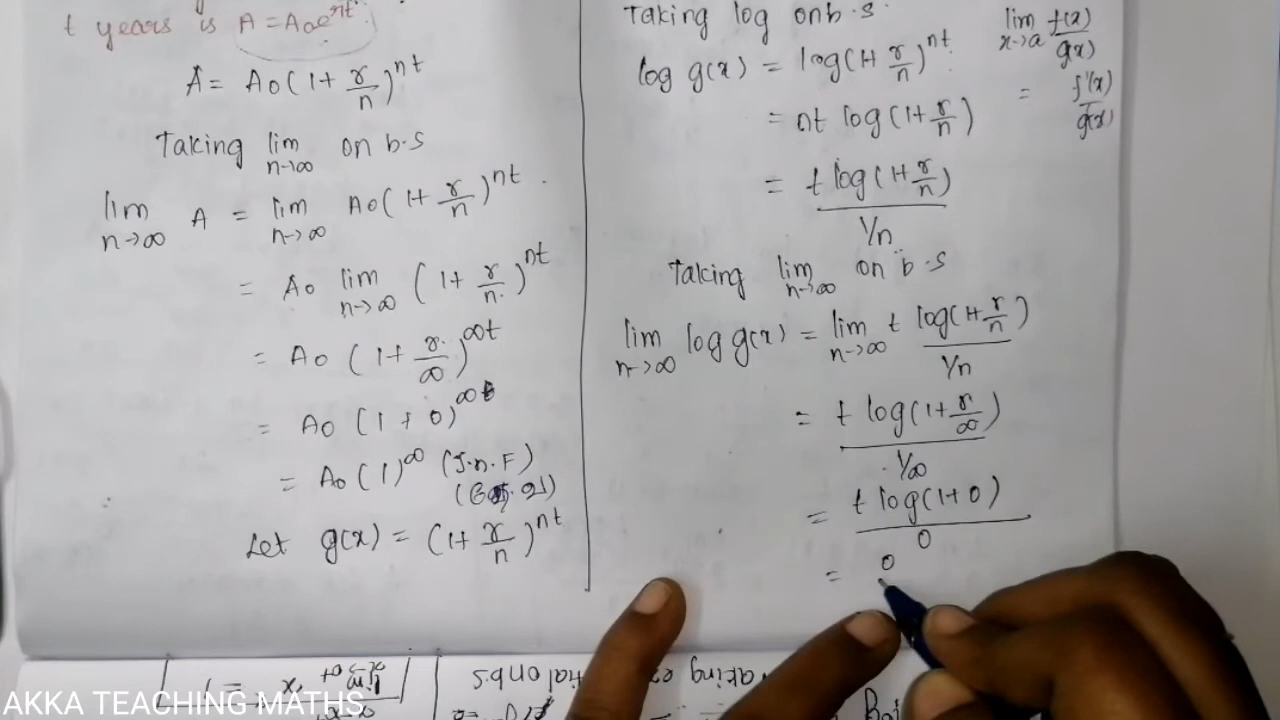 t years is A = A₀e^rt
A = A₀(1 + r/n)^nt
Taking lim n→∞ on b.s
lim n→∞ A = lim n→∞ A₀(1 + r/n)^nt.
= A₀ lim n→∞ (1 + r/n)^nt
= A₀ (1 + r/∞)^∞t
= A₀ (1 + 0)^∞
= A₀ (1)^∞ (I.n.F)
Let g(x) = (1 + r/n)^nt
Taking log on b.s
log g(x) = log(1+ r/n)^nt
= nt log(1+ r/n)
= t log(1+ r/n) / 1/n
Taking lim n→∞ on b.s
lim n→∞ log g(x) = lim n→∞ t log(1+ r/n) / 1/n
= t log(1+ r/∞) / 1/∞
= t log(1+0) / 0
= 0
lim x→a f(x)/g(x)
= f'(x)/g'(x)
AKKA TEACHING MATHS